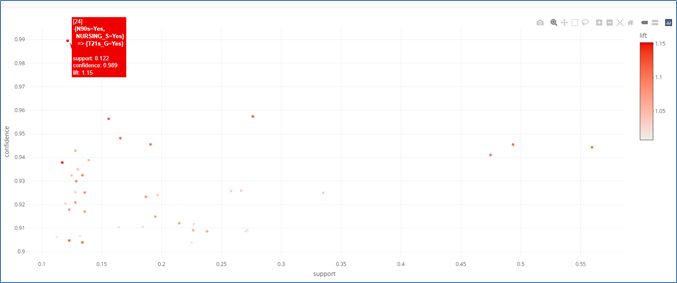 [24]
{N90s=Yes,
NURSING_S=Yes}
=> {T21s_G=Yes}
support: 0.122
confidence: 0.989
lift: 1.15
lift
1.15
1.1
1.05
confidence
0.99
0.98
0.97
0.96
0.95
0.94
0.93
0.92
0.91
0.9
0.1
0.15
0.2
0.25
0.3
0.35
0.4
0.45
0.5
0.55
support